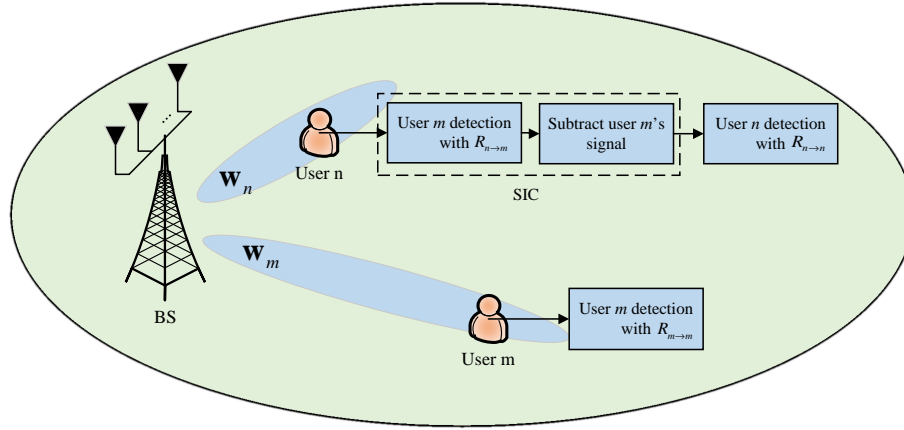 User m detection
with R_{n→m}
Subtract user m's
signal
User n detection
with R_{n→n}
SIC
User n
w_n
w_m
BS
User m
User m detection
with R_{m→m}